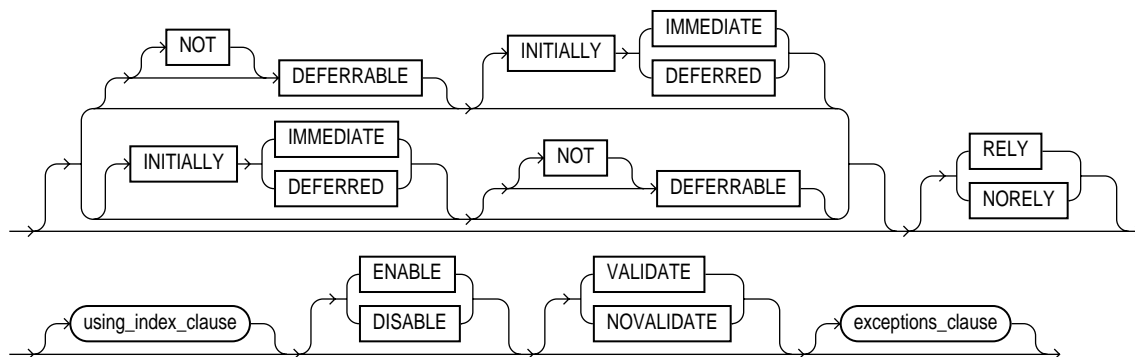 NOT
DEFERRABLE
INITIALLY
IMMEDIATE
DEFERRED
INITIALLY
IMMEDIATE
DEFERRED
NOT
DEFERRABLE
RELY
NORELY
using_index_clause
ENABLE
DISABLE
VALIDATE
NOVALIDATE
exceptions_clause